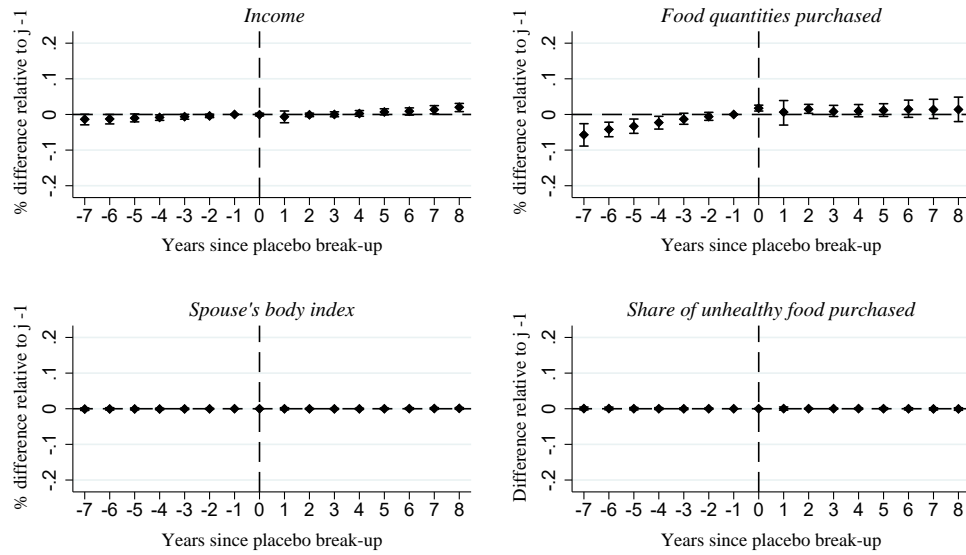 Income
% difference relative to j -1
.2
.1
0
-.1
-.2
-7 -6 -5 -4 -3 -2 -1 0 1 2 3 4 5 6 7 8
Years since placebo break-up
Food quantities purchased
% difference relative to j -1
.2
.1
0
-.1
-.2
-7 -6 -5 -4 -3 -2 -1 0 1 2 3 4 5 6 7 8
Years since placebo break-up
Spouse's body index
% difference relative to j -1
.2
.1
0
-.1
-.2
-7 -6 -5 -4 -3 -2 -1 0 1 2 3 4 5 6 7 8
Years since placebo break-up
Share of unhealthy food purchased
Difference relative to j -1
.2
.1
0
-.1
-.2
-7 -6 -5 -4 -3 -2 -1 0 1 2 3 4 5 6 7 8
Years since placebo break-up